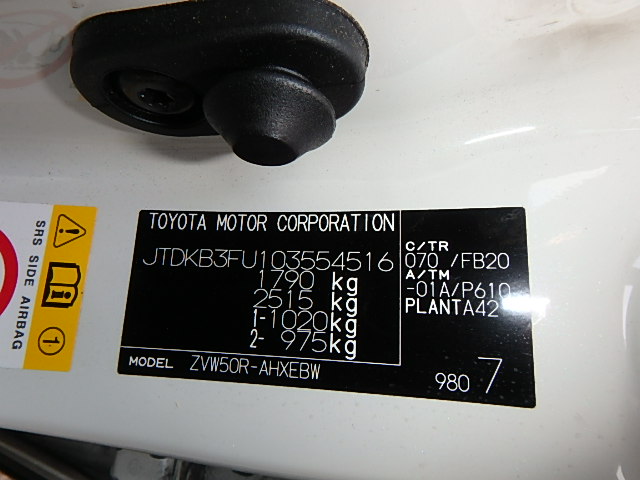 TOYOTA MOTOR CORPORATION
JTDKB3FU103554516
1790 kg
2515 kg
1-1020kg
2- 975kg
C/TR
070 /FB20
A/TM
-01A/P610
PLANTA42
MODEL ZVW50R-AHXEBW
980 7
SRS SIDE AIRBAG
1